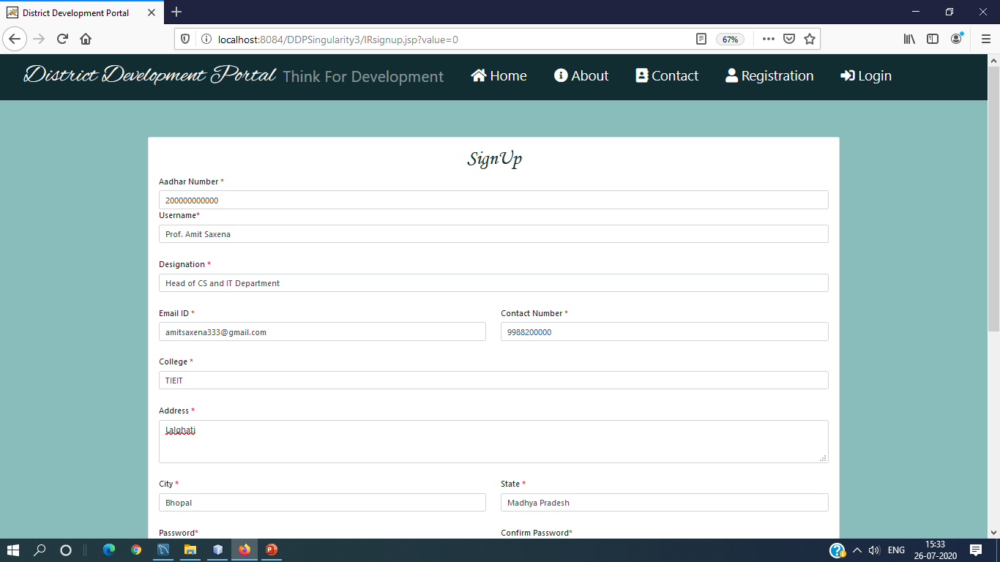 District Development Portal
localhost:8084/DDPSingularity3/IRsignup.jsp?value=0
67%
District Development Portal Think For Development Home About Contact Registration Login
SignUp
Aadhar Number *
200000000000
Username*
Prof. Amit Saxena
Designation *
Head of CS and IT Department
Email ID * Contact Number *
amitsaxena333@gmail.com 9988200000
College *
TIEIT
Address *
Lalghati
City * State *
Bhopal Madhya Pradesh
Password* Confirm Password*
ENG
15:33
26-07-2020